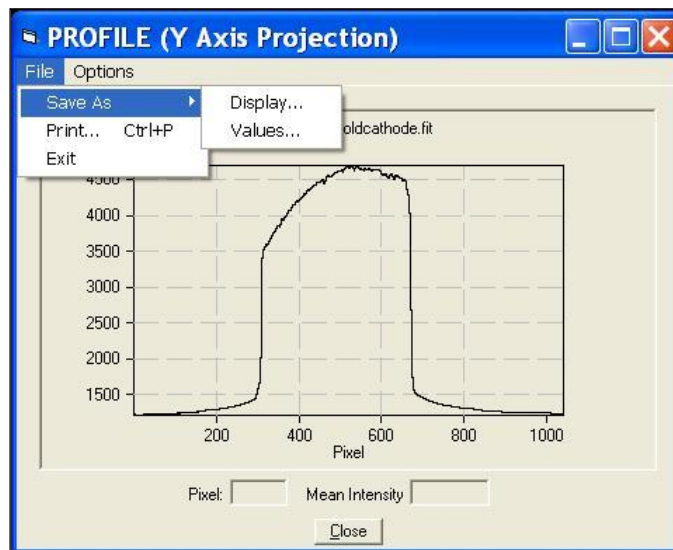 PROFILE (Y Axis Projection)
File Options
Save As Display...
Print... Ctrl+P Values...
Exit
oldcathode.fit
4500
4000
3500
3000
2500
2000
1500
200 400 600 800 1000
Pixel
Pixel: Mean Intensity
Close